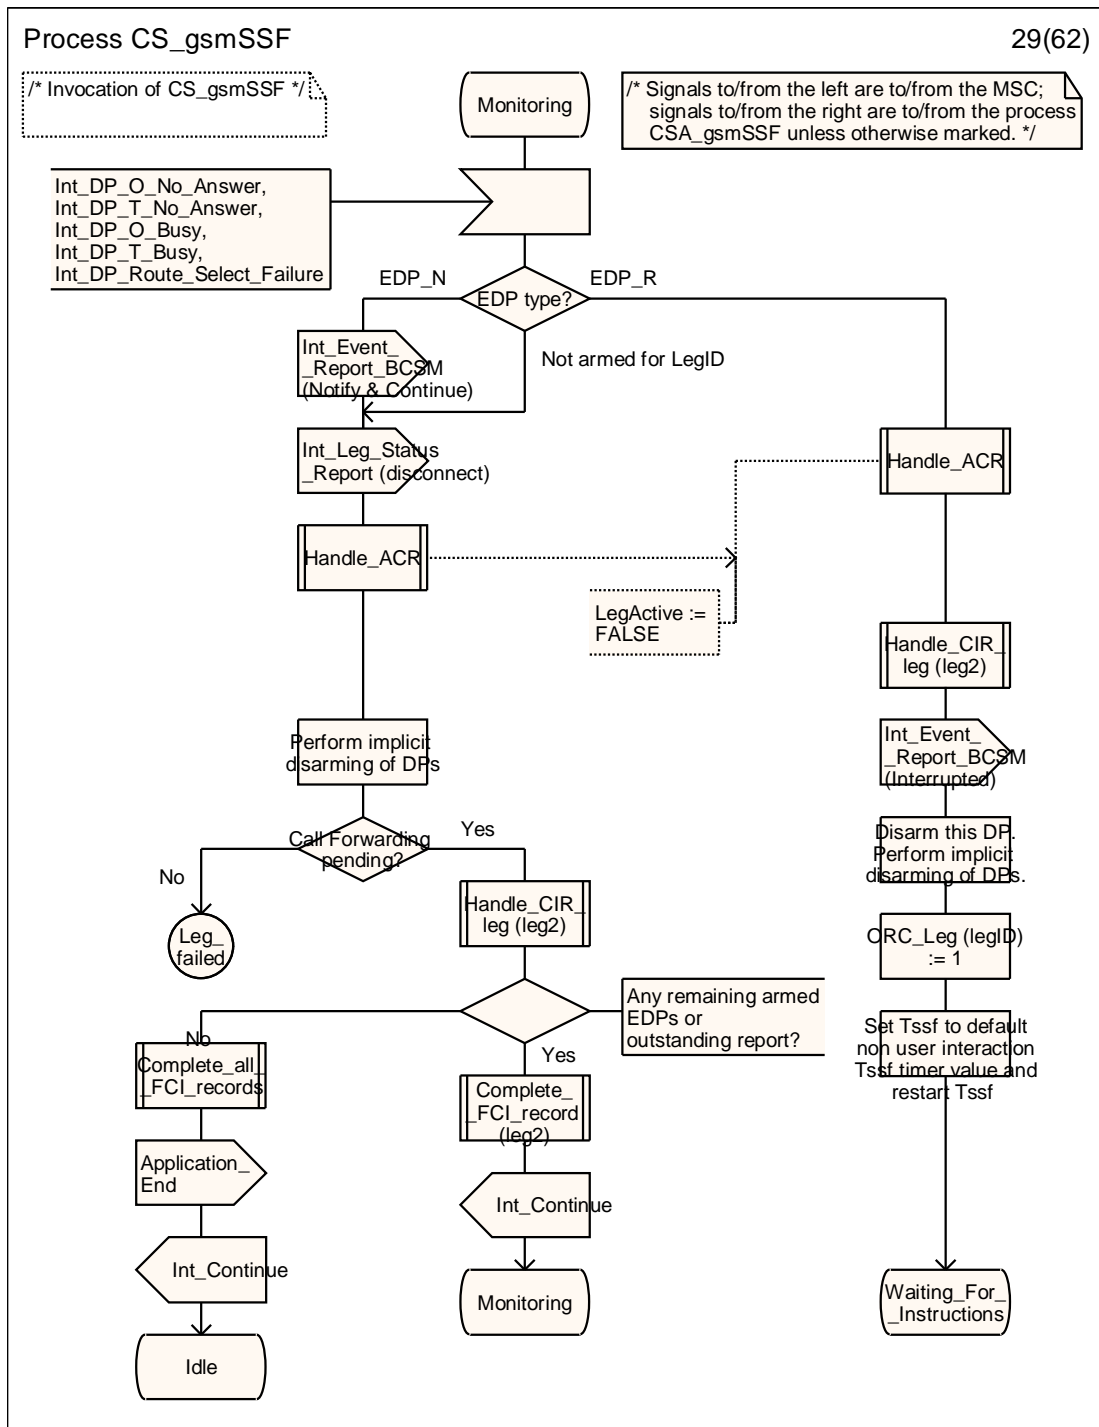 Process CS_gsmSSF
29(62)
/* Invocation of CS_gsmSSF */
Monitoring
/* Signals to/from the left are to/from the MSC;
signals to/from the right are to/from the process
CSA_gsmSSF unless otherwise marked. */
Int_DP_O_No_Answer,
Int_DP_T_No_Answer,
Int_DP_O_Busy,
Int_DP_T_Busy,
Int_DP_Route_Select_Failure
EDP_N
EDP type?
EDP_R
Int_Event_
_Report_BCSM
(Notify & Continue)
Not armed for LegID
Int_Leg_Status
_Report (disconnect)
Handle_ACR
Handle_ACR
LegActive :=
FALSE
Handle_CIR_
leg (leg2)
Int_Event_
_Report_BCSM
(Interrupted)
Perform implicit
disarming of DPs
Disarm this DP.
Perform implicit
disarming of DPs.
Call Forwarding
pending?
Yes
No
Leg_
failed
Handle_CIR_
leg (leg2)
ORC_Leg (legID)
:= 1
Any remaining armed
EDPs or
outstanding report?
No
Yes
Complete_all_
_FCI_records
Complete_
_FCI_record
(leg2)
Set Tssf to default
non user interaction
Tssf timer value and
restart Tssf
Application_
End
Int_Continue
Int_Continue
Monitoring
Waiting_For_
_Instructions
Idle